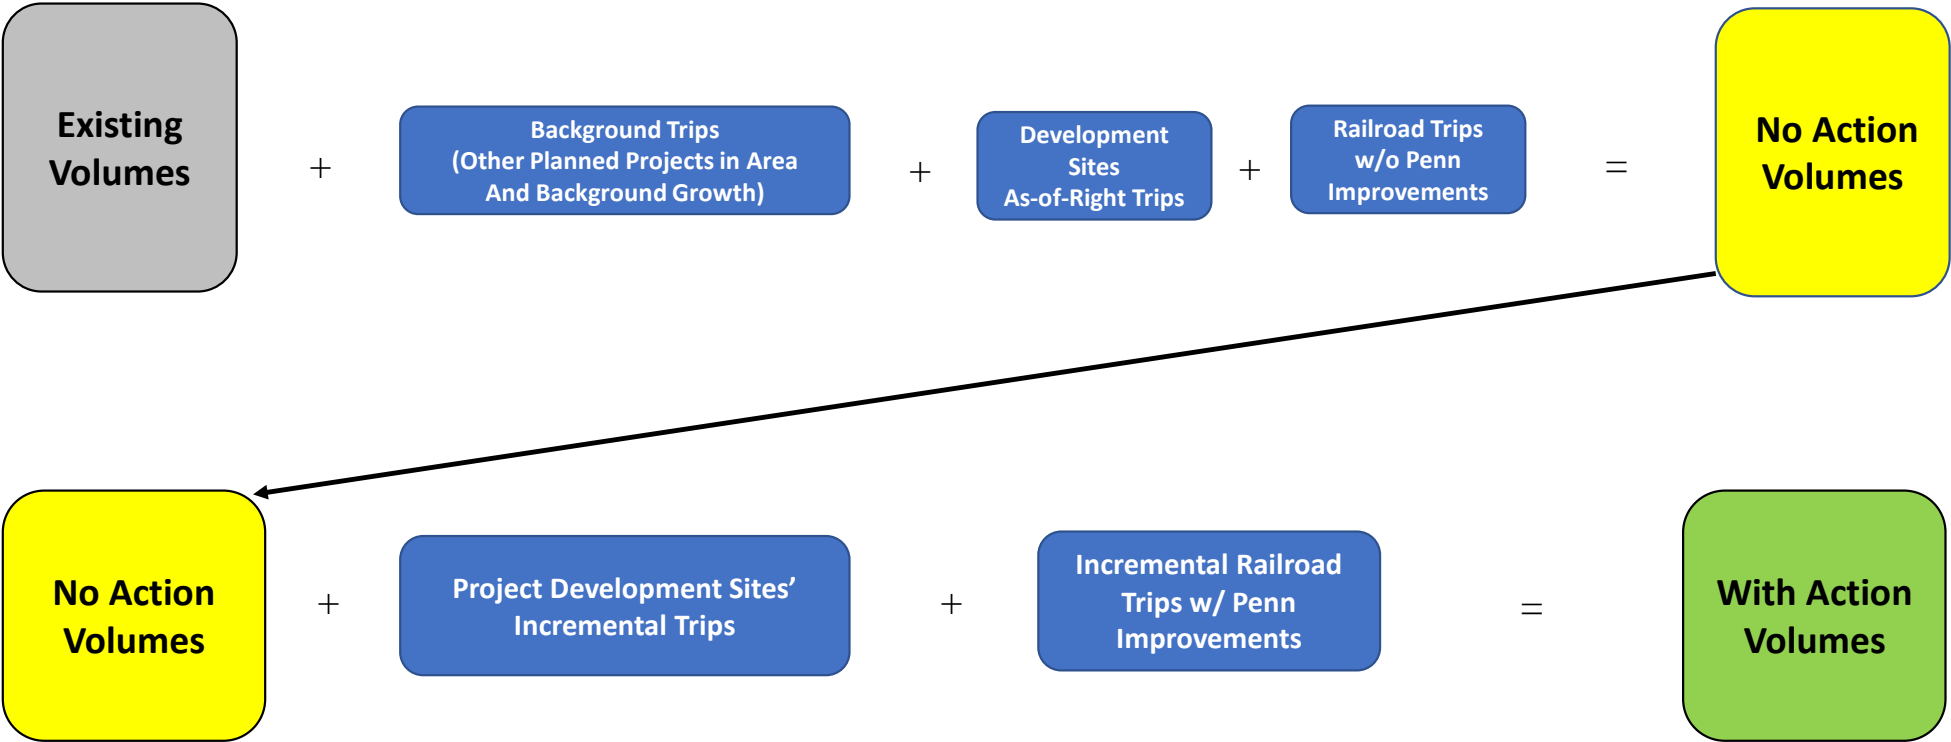 Existing
Volumes
+
Background Trips
(Other Planned Projects in Area
And Background Growth)
+
Development
Sites
As-of-Right Trips
+
Railroad Trips
w/o Penn
Improvements
=
No Action
Volumes
No Action
Volumes
+
Project Development Sites’
Incremental Trips
+
Incremental Railroad
Trips w/ Penn
Improvements
=
With Action
Volumes